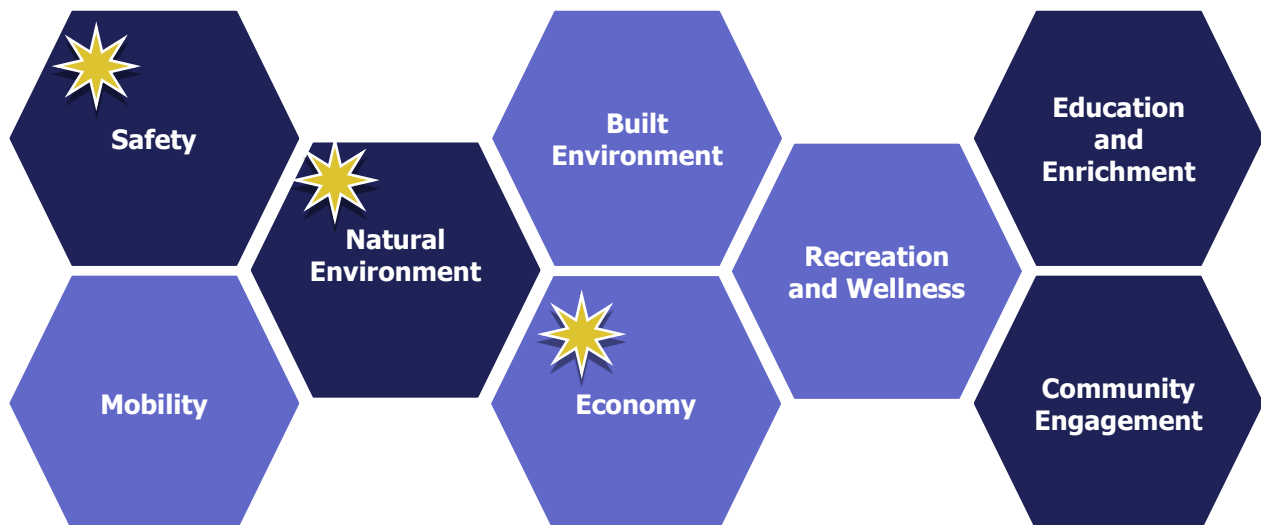 Safety
Mobility
Natural
Environment
Built
Environment
Economy
Recreation
and Wellness
Education
and
Enrichment
Community
Engagement